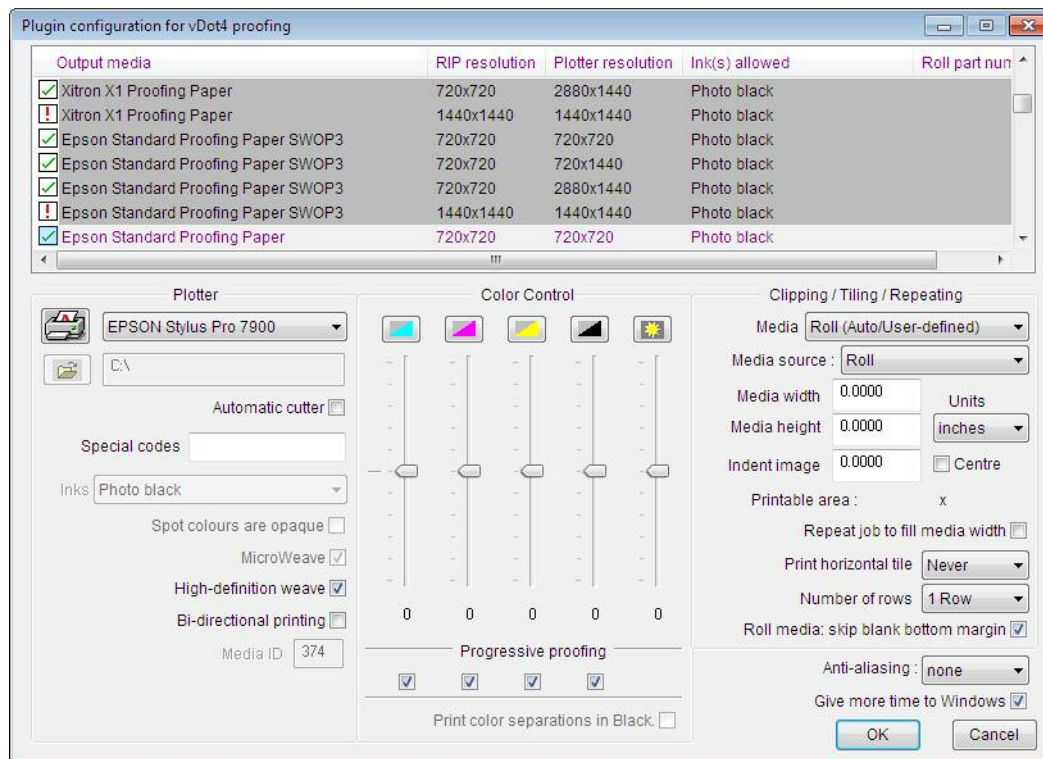 Plugin configuration for vDot4 proofing
Output media RIP resolution Plotter resolution Ink(s) allowed Roll part num
Xitron X1 Proofing Paper 720x720 2880x1440 Photo black
Xitron X1 Proofing Paper 1440x1440 1440x1440 Photo black
Epson Standard Proofing Paper SWOP3 720x720 720x720 Photo black
Epson Standard Proofing Paper SWOP3 720x720 720x1440 Photo black
Epson Standard Proofing Paper SWOP3 720x720 2880x1440 Photo black
Epson Standard Proofing Paper SWOP3 1440x1440 1440x1440 Photo black
Epson Standard Proofing Paper 720x720 720x720 Photo black
Plotter
EPSON Stylus Pro 7900
C:\
Automatic cutter
Special codes
Inks Photo black
Spot colours are opaque
MicroWeave
High-definition weave
Bi-directional printing
Media ID 374
Color Control
0 0 0 0 0
Progressive proofing
Print color separations in Black.
Clipping / Tiling / Repeating
Media Roll (Auto/User-defined)
Media source : Roll
Media width 0.0000 Units
Media height 0.0000 inches
Indent image 0.0000 Centre
Printable area : x
Repeat job to fill media width
Print horizontal tile Never
Number of rows 1 Row
Roll media: skip blank bottom margin
Anti-aliasing : none
Give more time to Windows
OK Cancel